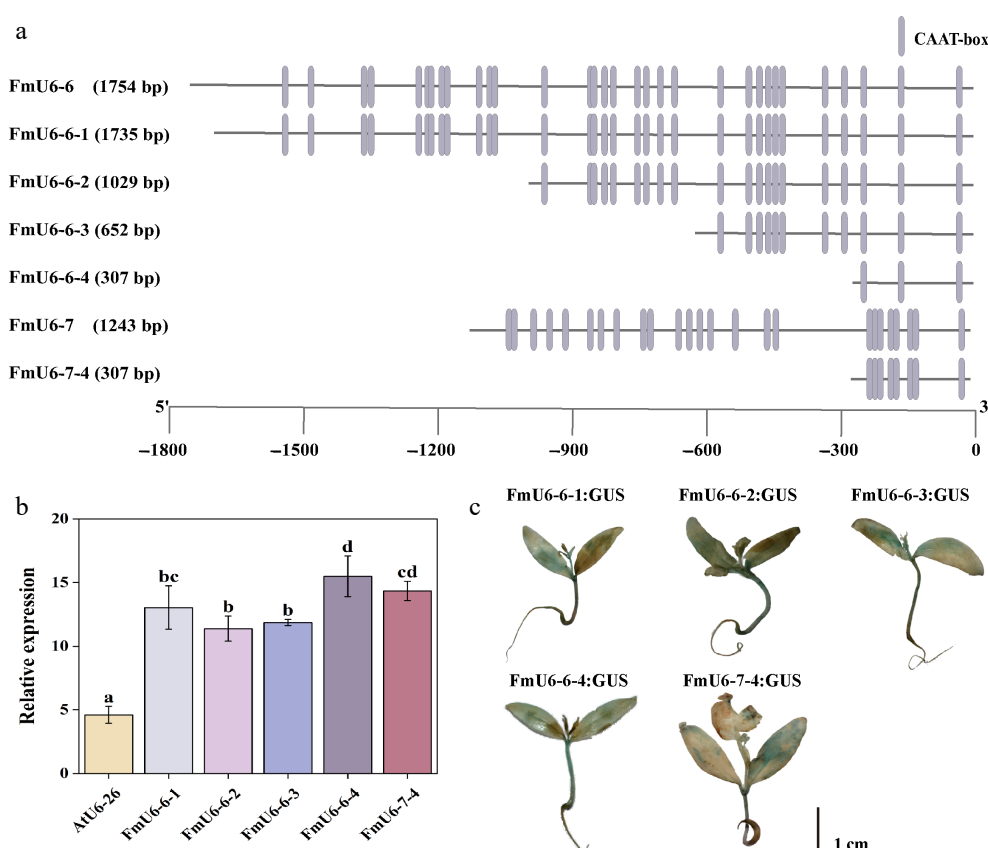 a
CAAT-box
FmU6-6 (1754 bp)
FmU6-6-1 (1735 bp)
FmU6-6-2 (1029 bp)
FmU6-6-3 (652 bp)
FmU6-6-4 (307 bp)
FmU6-7 (1243 bp)
FmU6-7-4 (307 bp)
5' 3
−1800 −1500 −1200 −900 −600 −300 0
b
Relative expression
20
15
10
5
0
a
bc
b
b
d
cd
AtU6-26
FmU6-6-1
FmU6-6-2
FmU6-6-3
FmU6-6-4
FmU6-7-4
c
FmU6-6-1:GUS FmU6-6-2:GUS FmU6-6-3:GUS
FmU6-6-4:GUS FmU6-7-4:GUS
1 cm